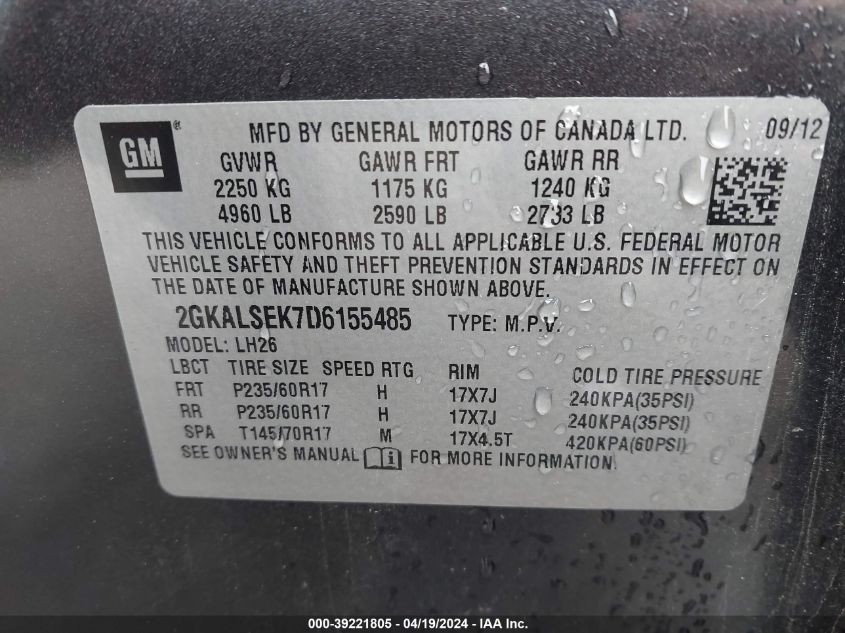 GM®
MFD BY GENERAL MOTORS OF CANADA LTD. 09/12
GVWR GAWR FRT GAWR RR
2250 KG 1175 KG 1240 KG
4960 LB 2590 LB 2733 LB
THIS VEHICLE CONFORMS TO ALL APPLICABLE U.S. FEDERAL MOTOR
VEHICLE SAFETY AND THEFT PREVENTION STANDARDS IN EFFECT ON
THE DATE OF MANUFACTURE SHOWN ABOVE.
2GKALSEK7D6155485 TYPE: M.P.V.
MODEL: LH26
LBCT TIRE SIZE SPEED RTG RIM COLD TIRE PRESSURE
FRT P235/60R17 H 17X7J 240KPA(35PSI)
RR P235/60R17 H 17X7J 240KPA(35PSI)
SPA T145/70R17 M 17X4.5T 420KPA(60PSI)
SEE OWNER'S MANUAL i FOR MORE INFORMATION.
000-39221805 - 04/19/2024 - IAA Inc.